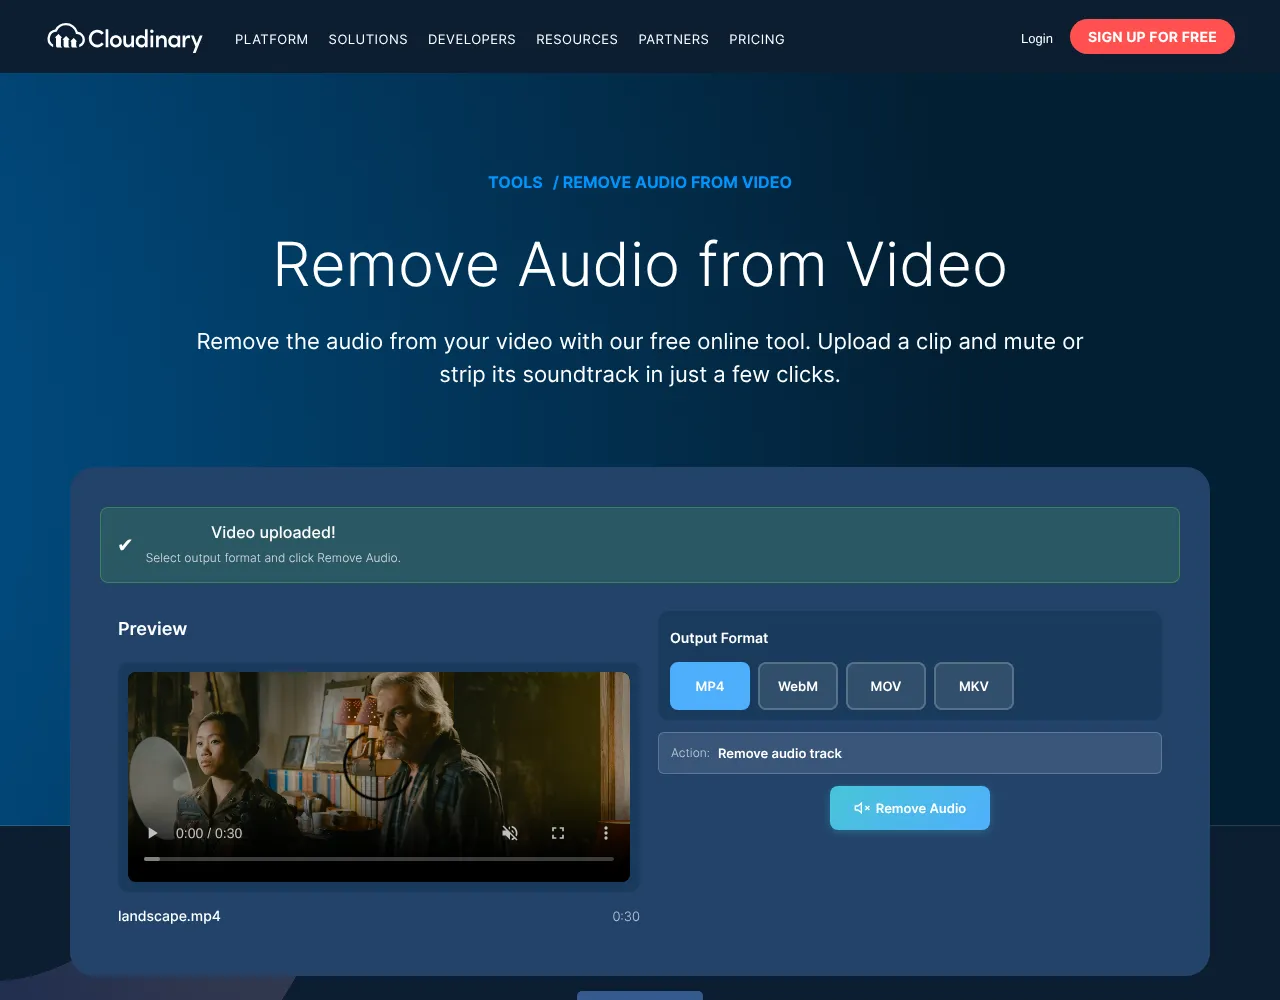 Cloudinary
PLATFORM SOLUTIONS DEVELOPERS RESOURCES PARTNERS PRICING
Login
SIGN UP FOR FREE
TOOLS / REMOVE AUDIO FROM VIDEO
Remove Audio from Video
Remove the audio from your video with our free online tool. Upload a clip and mute or
strip its soundtrack in just a few clicks.
✔
Video uploaded!
Select output format and click Remove Audio.
Preview
0:00 / 0:30
landscape.mp4 0:30
Output Format
MP4 WebM MOV MKV
Action: Remove audio track
Remove Audio